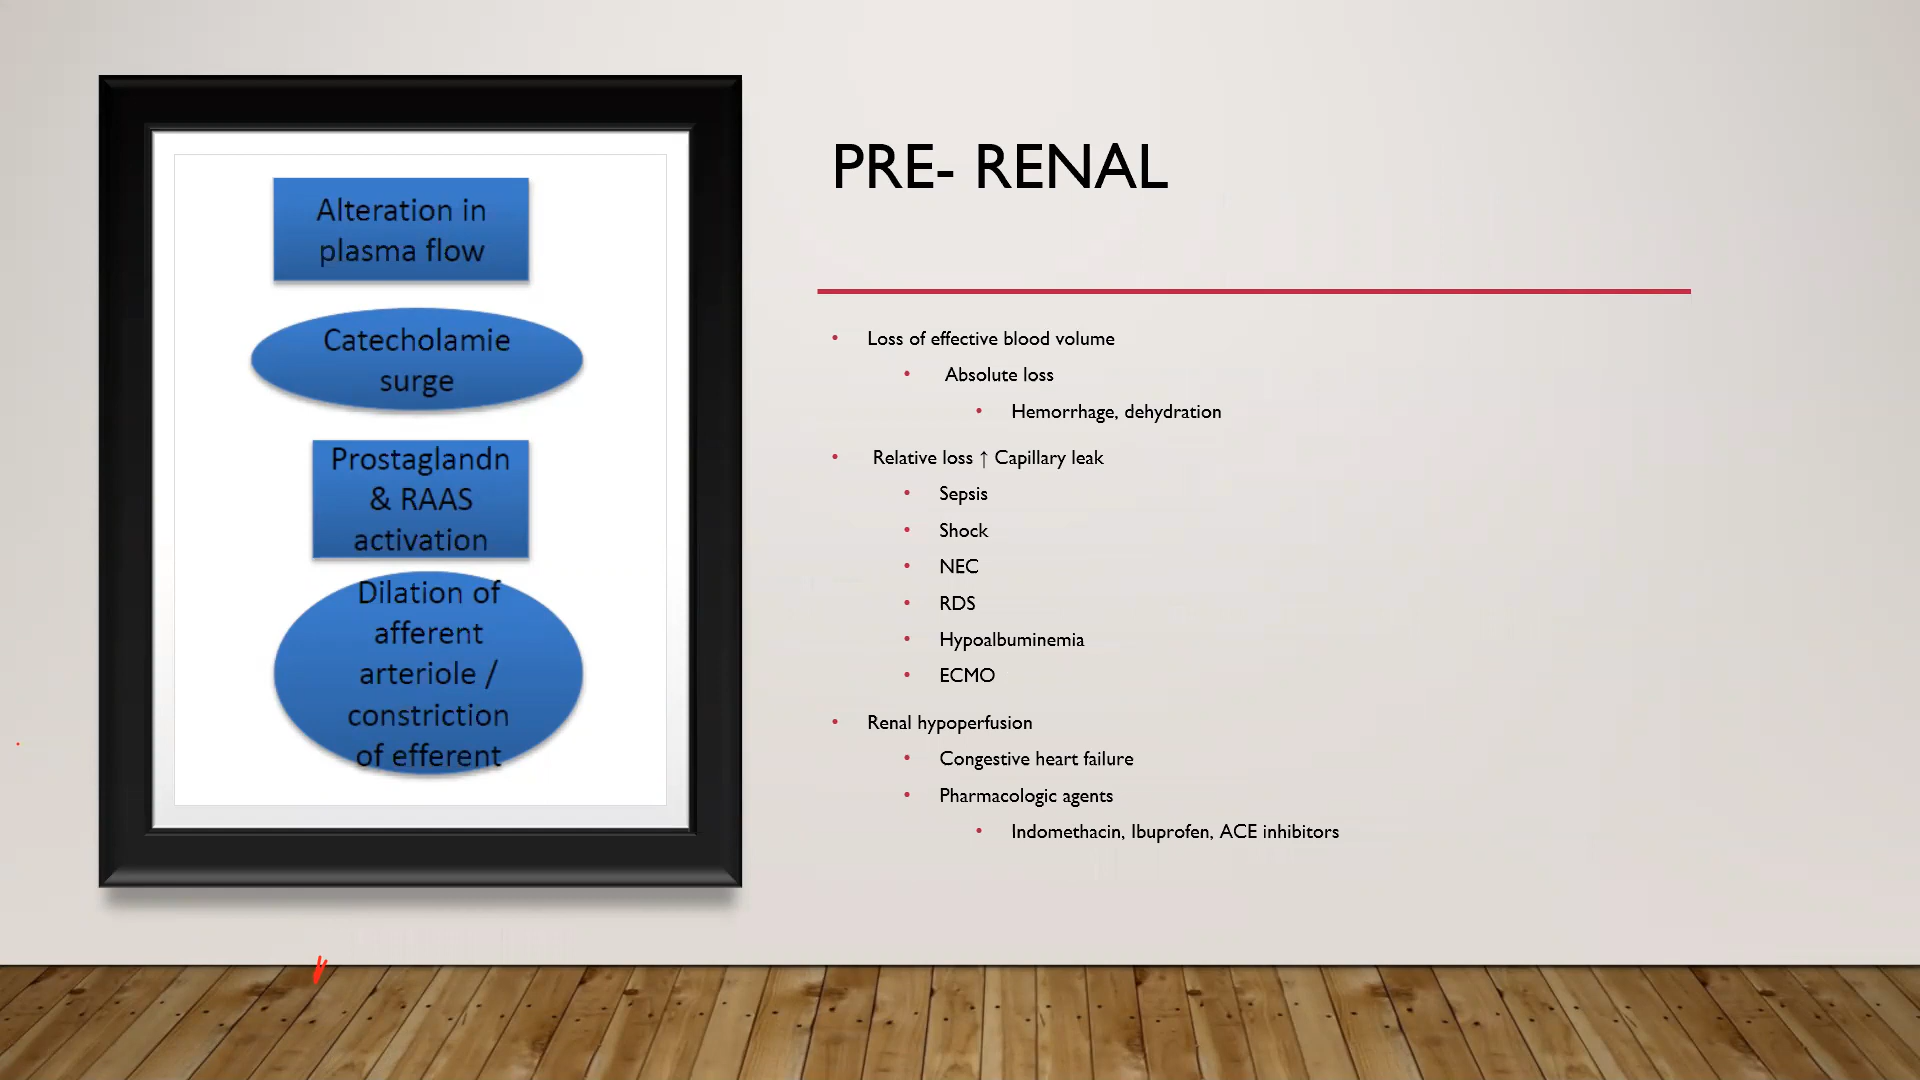 Alteration in
plasma flow
Catecholamie
surge
Prostaglandn
& RAAS
activation
Dilation of
afferent
arteriole /
constriction
of efferent
PRE- RENAL
• Loss of effective blood volume
• Absolute loss
• Hemorrhage, dehydration
• Relative loss ↑ Capillary leak
• Sepsis
• Shock
• NEC
• RDS
• Hypoalbuminemia
• ECMO
• Renal hypoperfusion
• Congestive heart failure
• Pharmacologic agents
• Indomethacin, Ibuprofen, ACE inhibitors